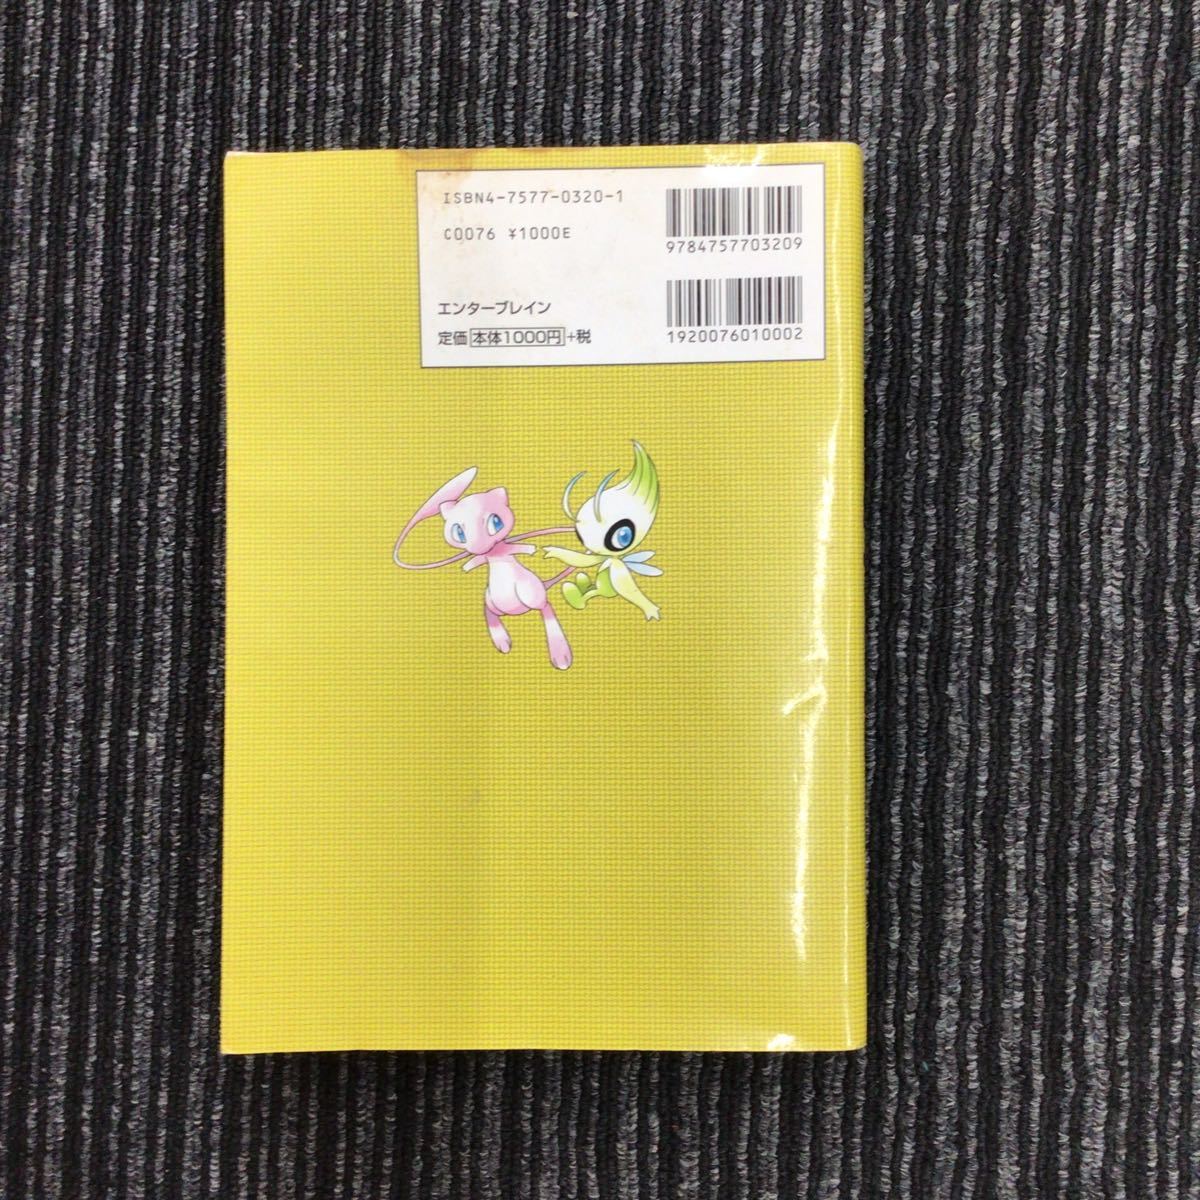 ISBN4-7577-0320-1
C0076 ¥1000E
エンターブレイン
定価 本体1000円 +税
9784757703209
1920076010002